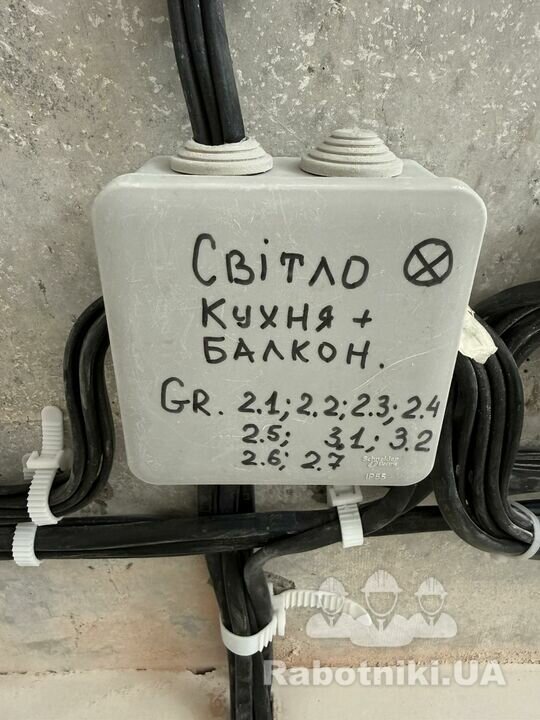 СВІТЛО
КУХНЯ +
БАЛКОН.
GR. 2.1; 2.2; 2.3; 2.4
2.5; 3.1; 3.2
2.6; 2.7
Schneider
Electric
IP55
Rabotniki.UA